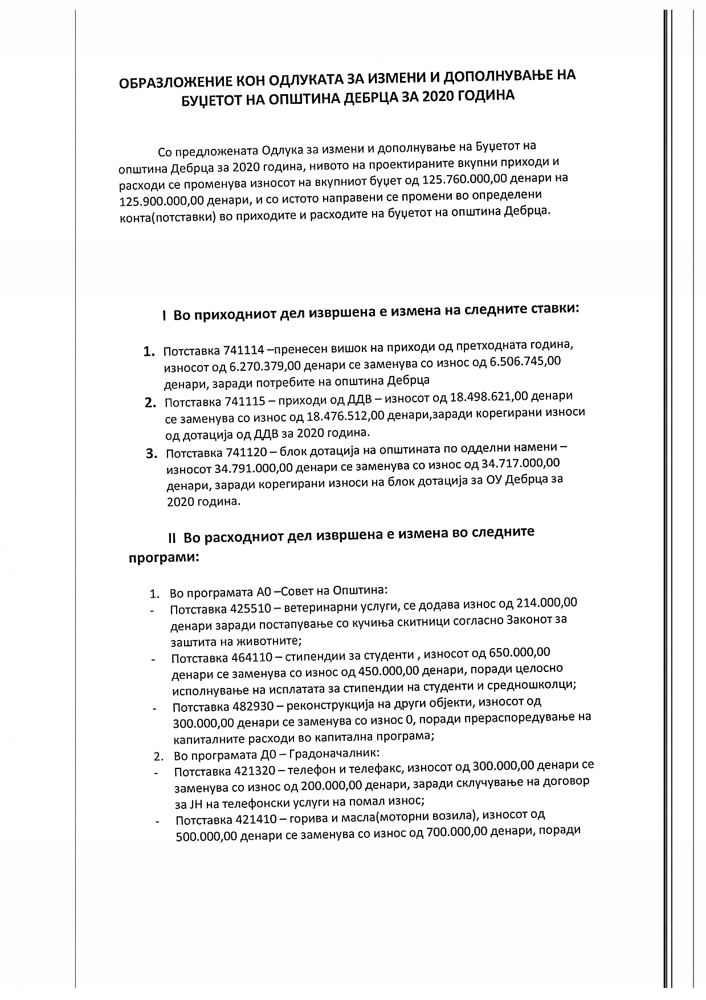 ОБРАЗЛОЖЕНИЕ КОН ОДЛУКАТА ЗА ИЗМЕНИ И ДОПОЛНУВАЊЕ НА
БУЏЕТОТ НА ОПШТИНА ДЕБРЦА ЗА 2020 ГОДИНА
Со предложената Одлука за измени и дополнување на Буџетот на
општина Дебрца за 2020 година, нивото на проектираните вкупни приходи и
расходи се променува износот на вкупниот буџет од 125.760.000,00 денари на
125.900.000,00 денари, и со истото направени се промени во определени
конта(потставки) во приходите и расходите на буџетот на општина Дебрца.
I Во приходниот дел извршена е измена на следните ставки:
1. Потставка 741114 –пренесен вишок на приходи од претходната година,
износот од 6.270.379,00 денари се заменува со износ од 6.506.745,00
денари, заради потребите на општина Дебрца
2. Потставка 741115 – приходи од ДДВ – износот од 18.498.621,00 денари
се заменува со износ од 18.476.512,00 денари,заради корегирани износи
од дотација од ДДВ за 2020 година.
3. Потставка 741120 – блок дотација на општината по одделни намени –
износот 34.791.000,00 денари се заменува со износ од 34.717.000,00
денари, заради корегирани износи на блок дотација за ОУ Дебрца за
2020 година.
II Во расходниот дел извршена е измена во следните
програми:
1. Во програмата А0 –Совет на Општина:
- Потставка 425510 – ветеринарни услуги, се додава износ од 214.000,00
денари заради постапување со кучиња скитници согласно Законот за
заштита на животните;
- Потставка 464110 – стипендии за студенти , износот од 650.000,00
денари се заменува со износ од 450.000,00 денари, поради целосно
исполнување на исплатата за стипендии на студенти и средношколци;
- Потставка 482930 – реконструкција на други објекти, износот од
300.000,00 денари се заменува со износ 0, поради прераспоредување на
капиталните расходи во капитална програма;
2. Во програмата Д0 – Градоначалник:
- Потставка 421320 – телефон и телефакс, износот од 300.000,00 денари се
заменува со износ од 200.000,00 денари, заради склучување на договор
за ЈН на телефонски услуги на помал износ;
- Потставка 421410 – горива и масла(моторни возила), износот од
500.000,00 денари се заменува со износ од 700.000,00 денари, поради